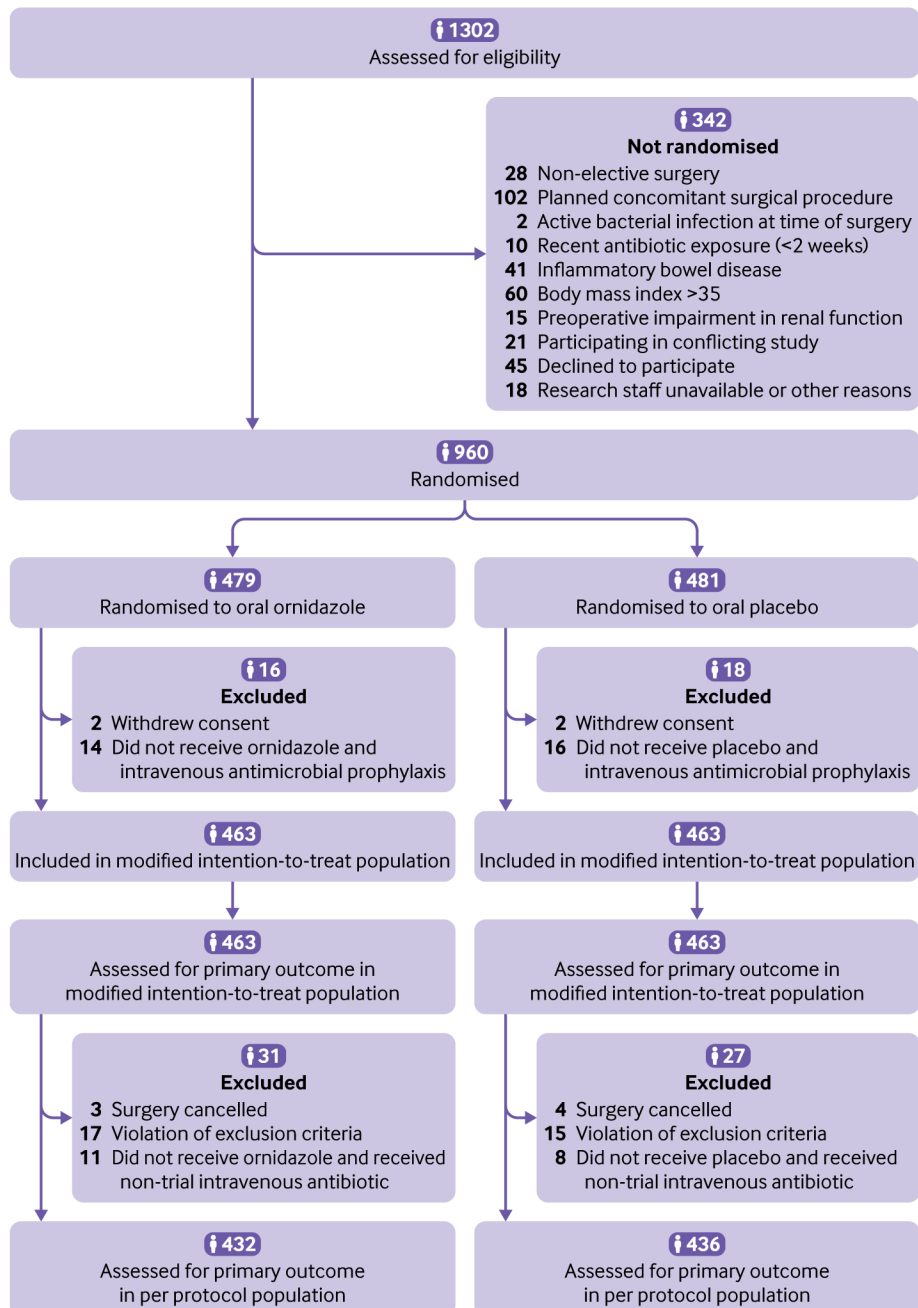 1302
Assessed for eligibility
342
Not randomised
28 Non-elective surgery
102 Planned concomitant surgical procedure
2 Active bacterial infection at time of surgery
10 Recent antibiotic exposure (<2 weeks)
41 Inflammatory bowel disease
60 Body mass index >35
15 Preoperative impairment in renal function
21 Participating in conflicting study
45 Declined to participate
18 Research staff unavailable or other reasons
960
Randomised
479
Randomised to oral ornidazole
481
Randomised to oral placebo
16
Excluded
2 Withdrew consent
14 Did not receive ornidazole and
intravenous antimicrobial prophylaxis
18
Excluded
2 Withdrew consent
16 Did not receive placebo and
intravenous antimicrobial prophylaxis
463
Included in modified intention-to-treat population
463
Included in modified intention-to-treat population
463
Assessed for primary outcome in
modified intention-to-treat population
463
Assessed for primary outcome in
modified intention-to-treat population
31
Excluded
3 Surgery cancelled
17 Violation of exclusion criteria
11 Did not receive ornidazole and received
non-trial intravenous antibiotic
27
Excluded
4 Surgery cancelled
15 Violation of exclusion criteria
8 Did not receive placebo and received
non-trial intravenous antibiotic
432
Assessed for primary outcome
in per protocol population
436
Assessed for primary outcome
in per protocol population